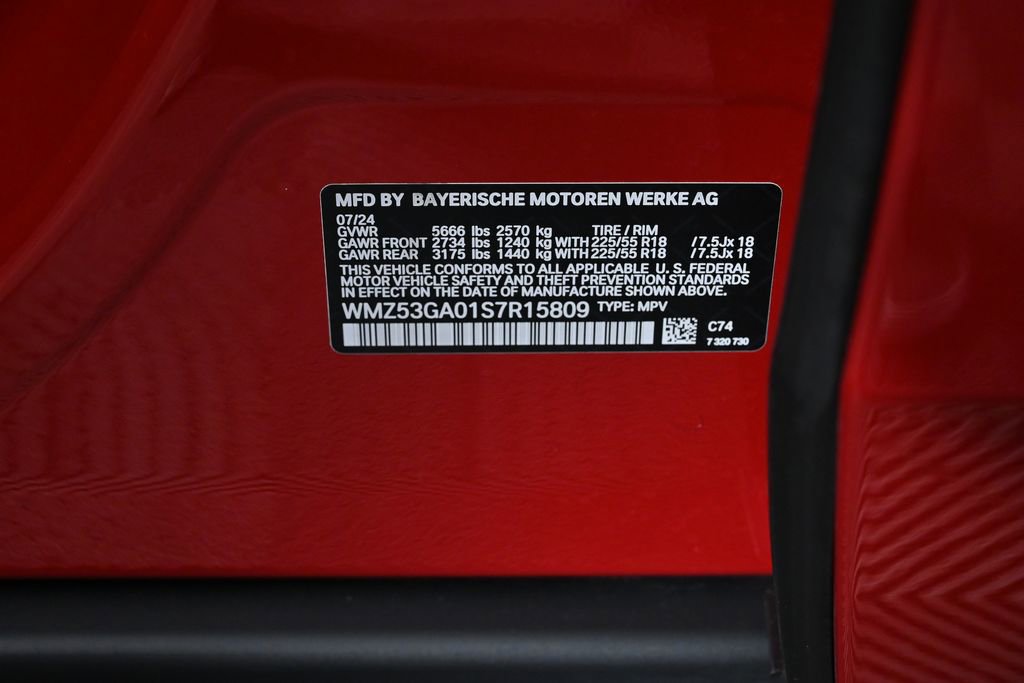 MFD BY BAYERISCHE MOTOREN WERKE AG
07/24
GVWR 5666 lbs 2570 kg TIRE / RIM
GAWR FRONT 2734 lbs 1240 kg WITH 225/55 R18 /7.5Jx 18
GAWR REAR 3175 lbs 1440 kg WITH 225/55 R18 /7.5Jx 18
THIS VEHICLE CONFORMS TO ALL APPLICABLE U. S. FEDERAL
MOTOR VEHICLE SAFETY AND THEFT PREVENTION STANDARDS
IN EFFECT ON THE DATE OF MANUFACTURE SHOWN ABOVE.
WMZ53GA01S7R15809 TYPE: MPV
C74
7 320 730